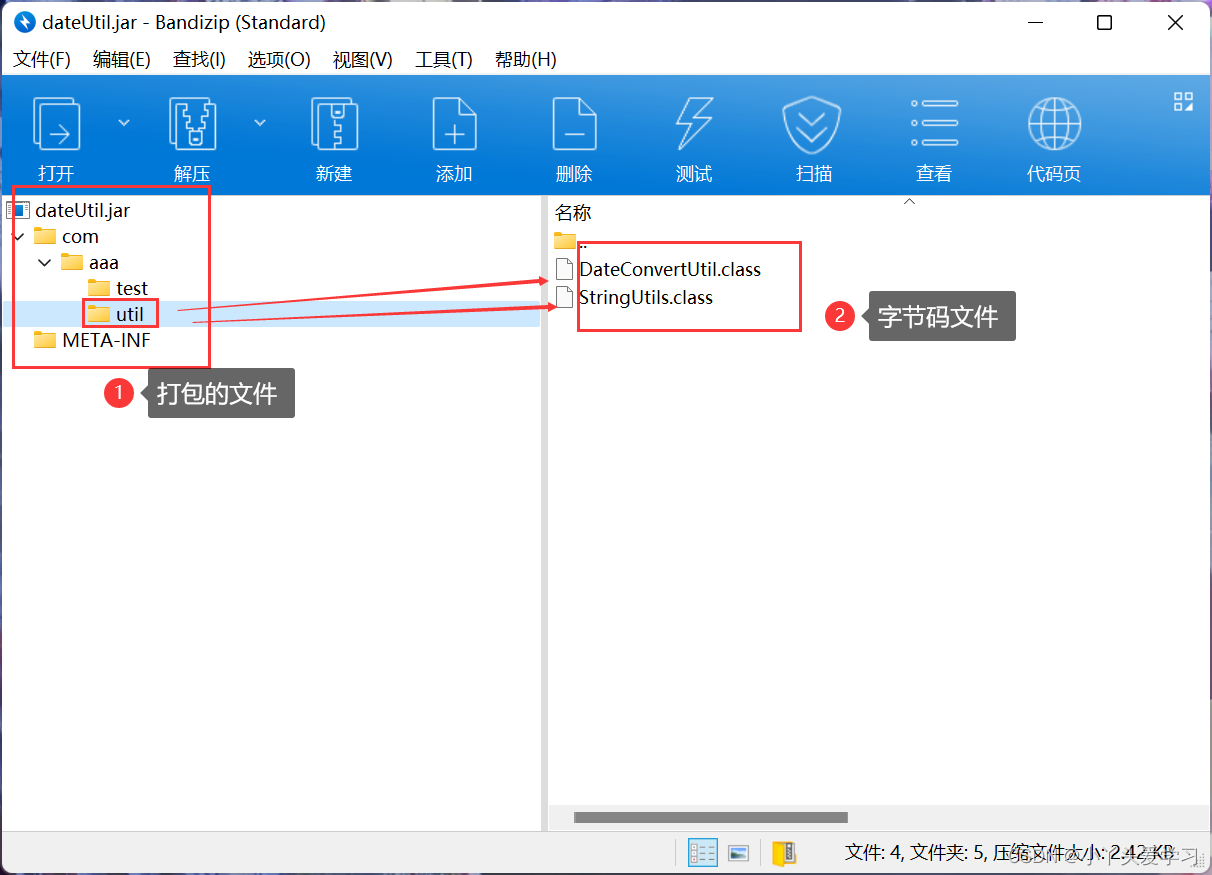 dateUtil.jar - Bandizip (Standard)
文件(F) 编辑(E) 查找(I) 选项(O) 视图(V) 工具(T) 帮助(H)
打开 解压 新建 添加 删除 测试 扫描 查看 代码页
dateUtil.jar
com
aaa
test
util
META-INF
1 打包的文件
名称
..
DateConvertUtil.class
StringUtils.class
2 字节码文件
文件: 4, 文件夹: 5, 压缩文件大小: 2.42 KB
CSDN @小丫头爱学习